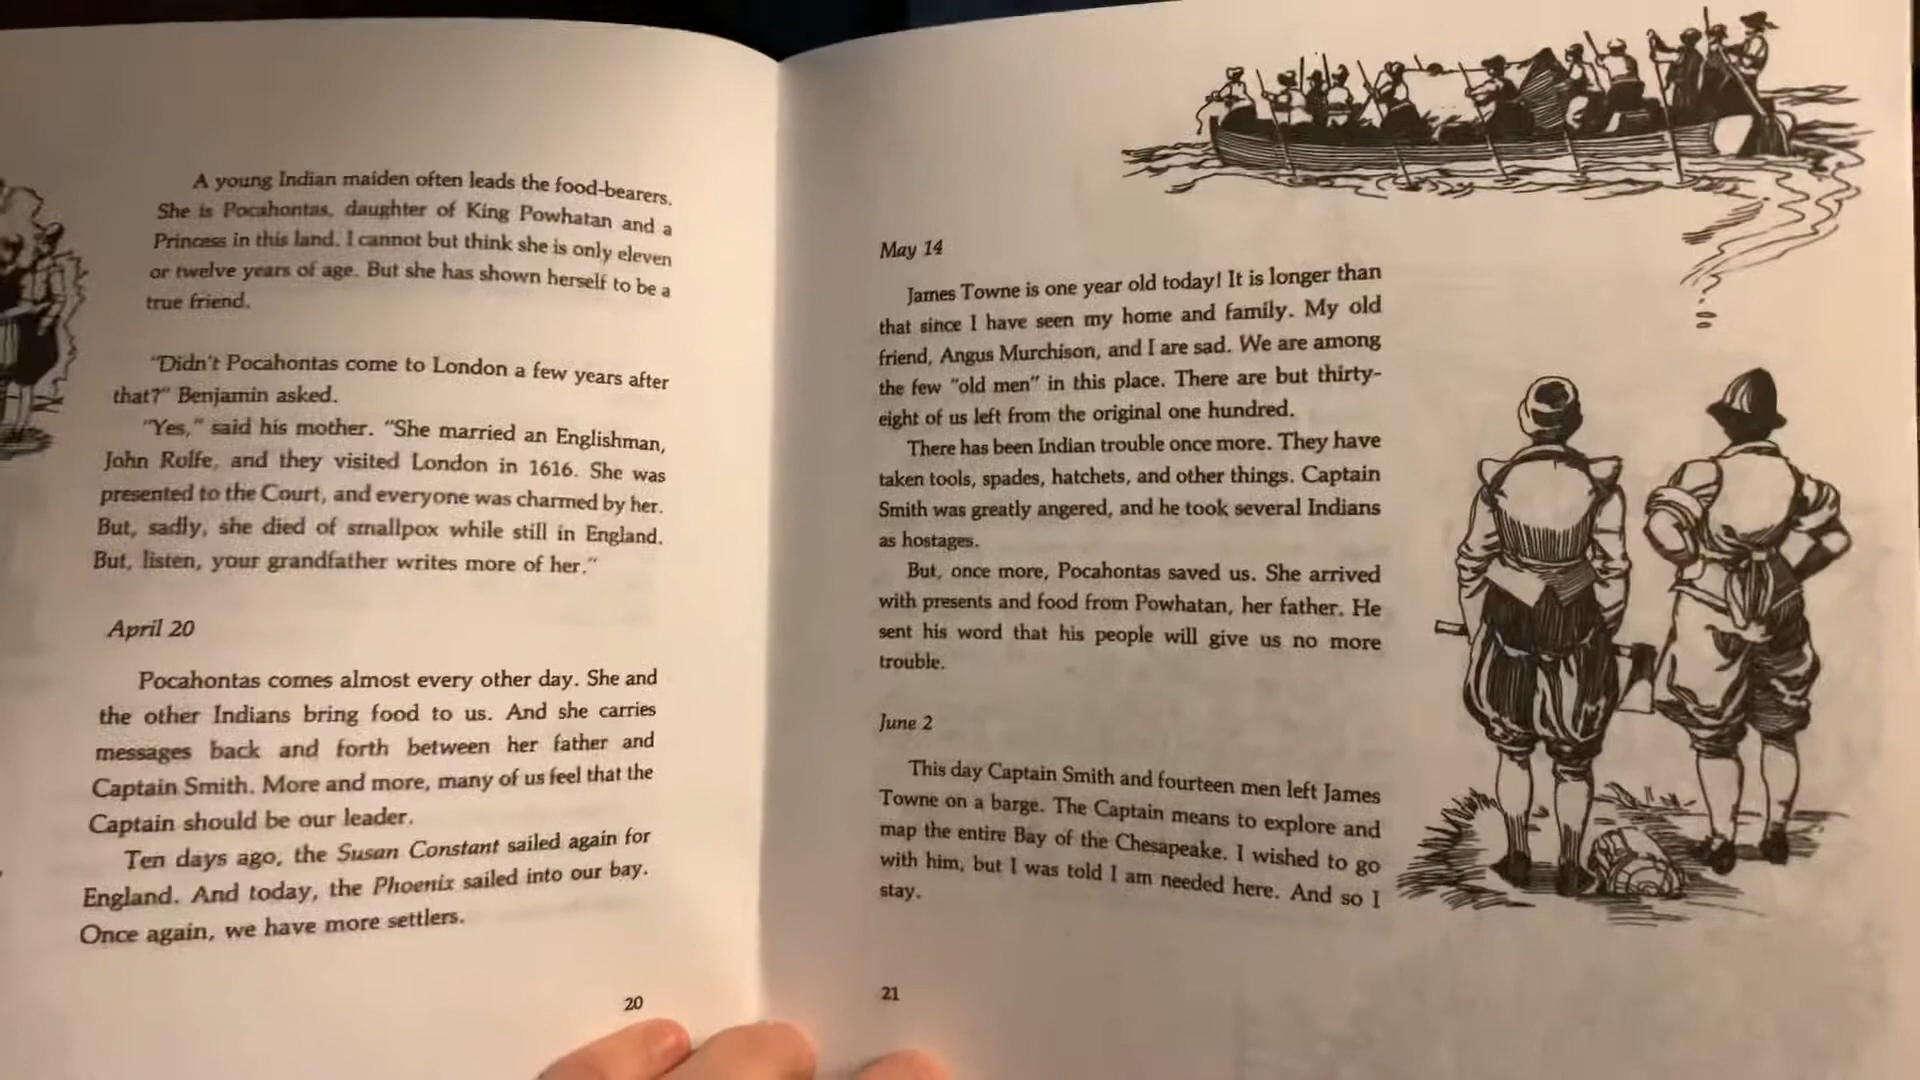 A young Indian maiden often leads the food-bearers.
She is Pocahontas, daughter of King Powhatan and a
Princess in this land. I cannot but think she is only eleven
or twelve years of age. But she has shown herself to be a
true friend.
"Didn't Pocahontas come to London a few years after
that?" Benjamin asked.
"Yes," said his mother. "She married an Englishman,
John Rolfe, and they visited London in 1616. She was
presented to the Court, and everyone was charmed by her.
But, sadly, she died of smallpox while still in England.
But, listen, your grandfather writes more of her."
April 20
Pocahontas comes almost every other day. She and
the other Indians bring food to us. And she carries
messages back and forth between her father and
Captain Smith. More and more, many of us feel that the
Captain should be our leader.
Ten days ago, the Susan Constant sailed again for
England. And today, the Phoenix sailed into our bay.
Once again, we have more settlers.
20
May 14
James Towne is one year old today! It is longer than
that since I have seen my home and family. My old
friend, Angus Murchison, and I are sad. We are among
the few "old men" in this place. There are but thirty-
eight of us left from the original one hundred.
There has been Indian trouble once more. They have
taken tools, spades, hatchets, and other things. Captain
Smith was greatly angered, and he took several Indians
as hostages.
But, once more, Pocahontas saved us. She arrived
with presents and food from Powhatan, her father. He
sent his word that his people will give us no more
trouble.
June 2
This day Captain Smith and fourteen men left James
Towne on a barge. The Captain means to explore and
map the entire Bay of the Chesapeake. I wished to go
with him, but I was told I am needed here. And so I
stay.
21